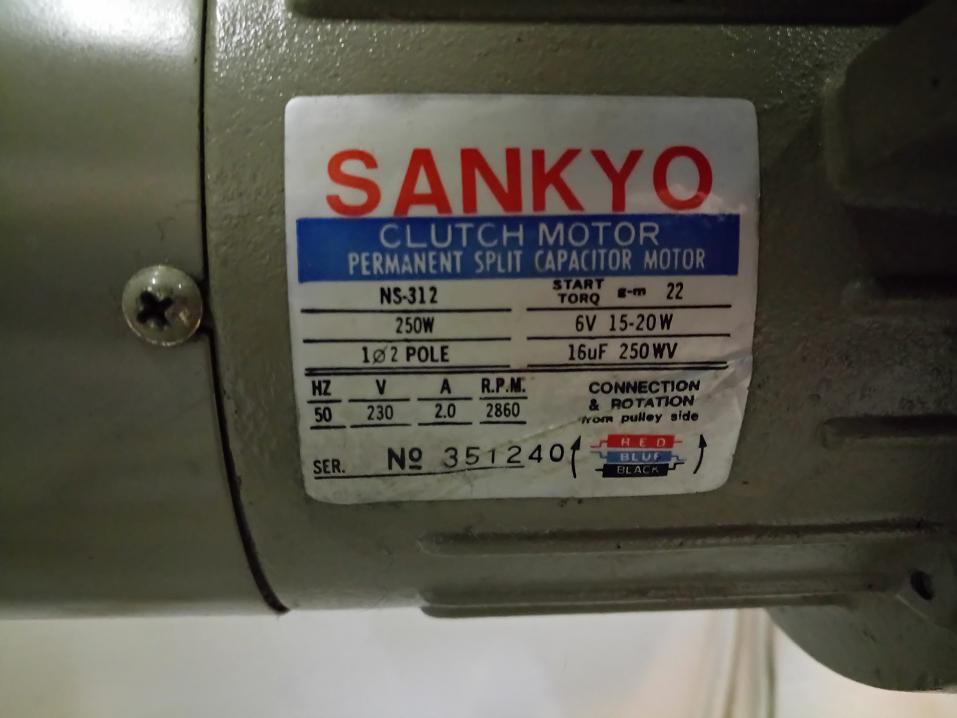 SANKYO
CLUTCH MOTOR
PERMANENT SPLIT CAPACITOR MOTOR
NS-312 START TORQ g-m 22
250W 6V 15-20W
1ø2 POLE 16uF 250WV
HZ V A R.P.M.
50 230 2.0 2860
CONNECTION
& ROTATION
from pulley side
RED
BLUE
BLACK
SER. Nº 351240